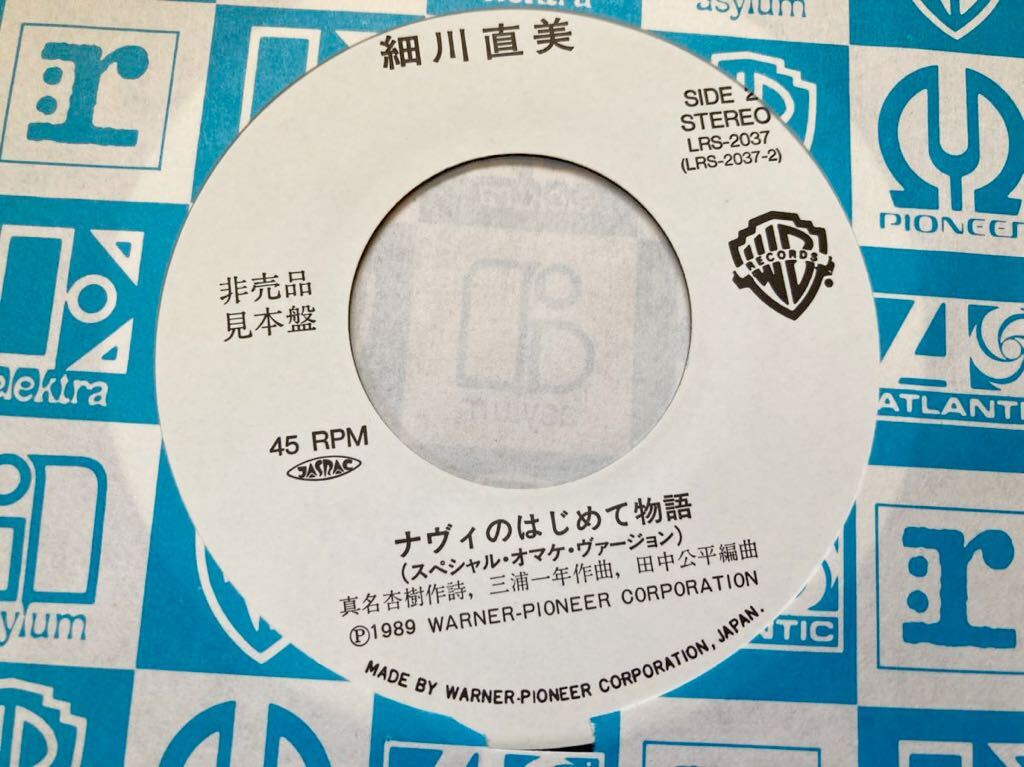 細川直美
SIDE 2
STEREO
LRS-2037
(LRS-2037-2)
RECORDS
非売品
見本盤
45 RPM
JASRAC
ナヴィのはじめて物語
(スペシャル・オマケ・ヴァージョン)
真名杏樹作詩, 三浦一年作曲, 田中公平編曲
Ⓟ1989 WARNER-PIONEER CORPORATION
MADE BY WARNER-PIONEER CORPORATION, JAPAN.
asylum
r
PIONEER
elektra
ATLANTIC
ylum
NTIC
r
asylum